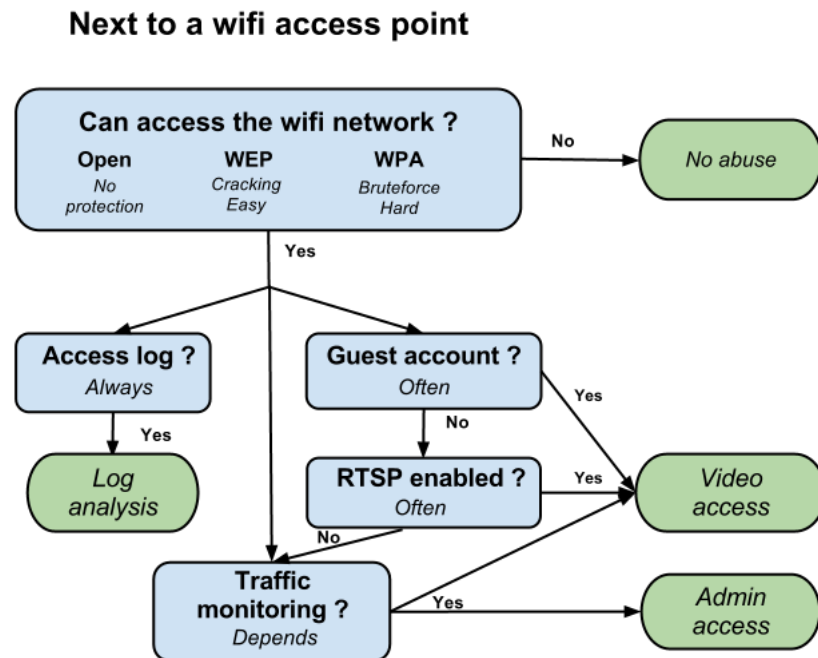 Next to a wifi access point
Can access the wifi network ?
Open
No
protection
WEP
Cracking
Easy
WPA
Bruteforce
Hard
No
No abuse
Yes
Access log ?
Always
Guest account ?
Often
Yes
Yes
No
Log
analysis
RTSP enabled ?
Often
Yes
Video
access
No
Traffic
monitoring ?
Depends
Yes
Admin
access